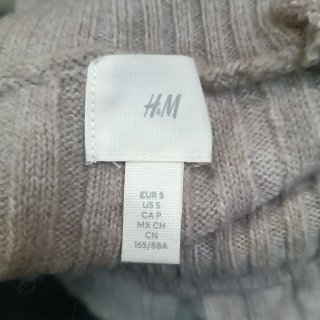 H&M
EUR S
US S
CA P
MX CH
CN
165/88A